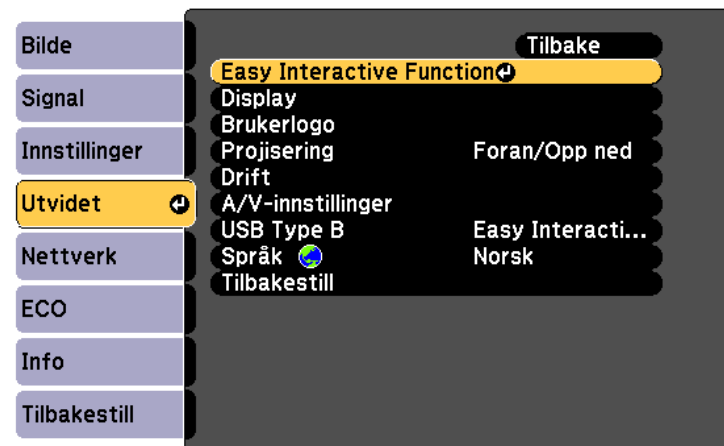 Bilde
Signal
Innstillinger
Utvidet
Nettverk
ECO
Info
Tilbakestill
Tilbake
Easy Interactive Function
Display
Brukerlogo
Projisering Foran/Opp ned
Drift
A/V-innstillinger
USB Type B Easy Interacti...
Språk Norsk
Tilbakestill